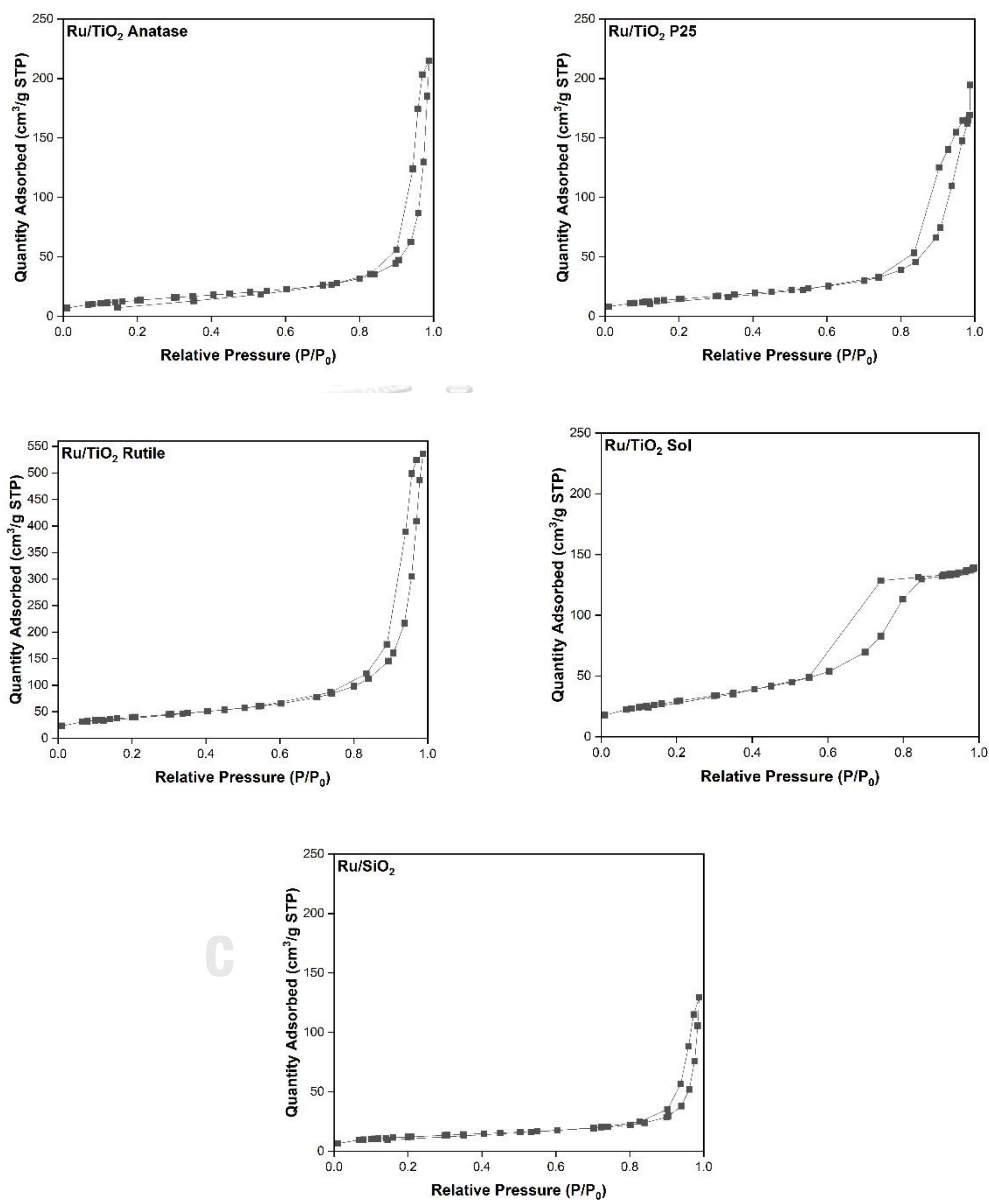 Ru/TiO₂ Anatase
Quantity Adsorbed (cm³/g STP)
250
200
150
100
50
0
0.0 0.2 0.4 0.6 0.8 1.0
Relative Pressure (P/P₀)
Ru/TiO₂ P25
Quantity Adsorbed (cm³/g STP)
250
200
150
100
50
0
0.0 0.2 0.4 0.6 0.8 1.0
Relative Pressure (P/P₀)
Ru/TiO₂ Rutile
Quantity Adsorbed (cm³/g STP)
550
500
450
400
350
300
250
200
150
100
50
0
0.0 0.2 0.4 0.6 0.8 1.0
Relative Pressure (P/P₀)
Ru/TiO₂ Sol
Quantity Adsorbed (cm³/g STP)
250
200
150
100
50
0
0.0 0.2 0.4 0.6 0.8 1.0
Relative Pressure (P/P₀)
Ru/SiO₂
Quantity Adsorbed (cm³/g STP)
250
200
150
100
50
0
0.0 0.2 0.4 0.6 0.8 1.0
Relative Pressure (P/P₀)
C